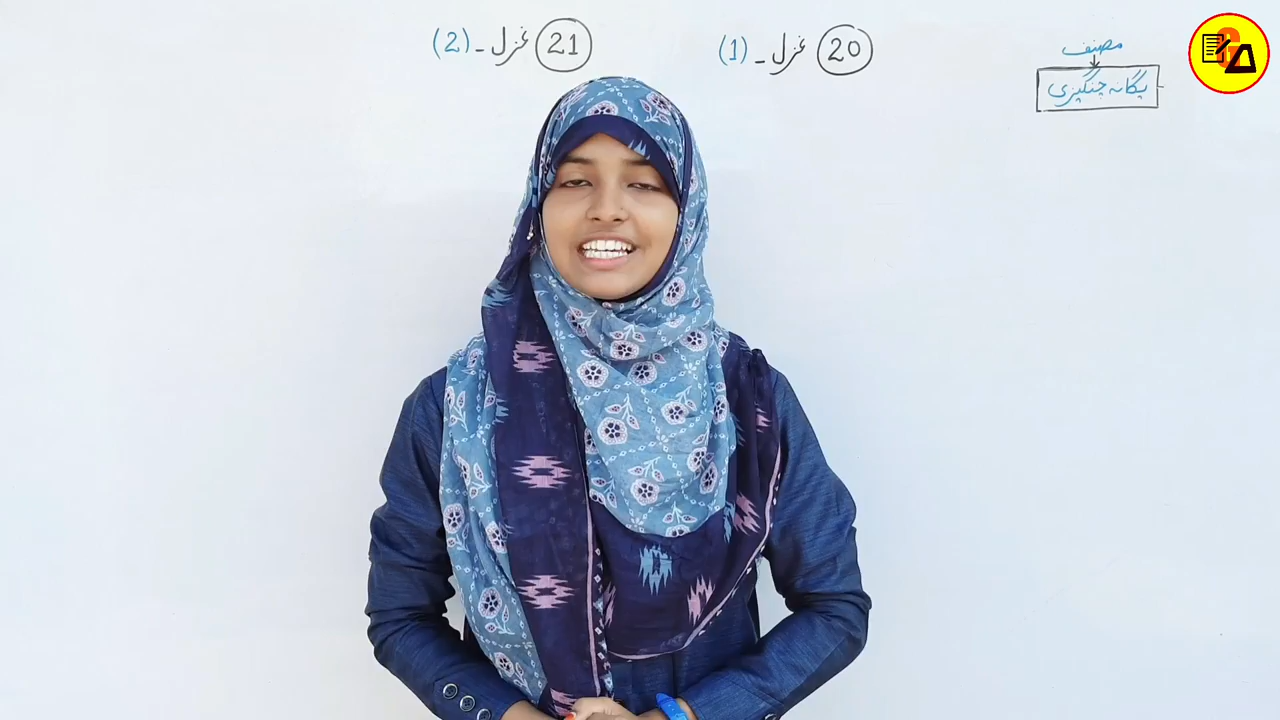 مصنف
یگانہ چنگیزی
20 غزل ۔ (1)
21 غزل ۔ (2)